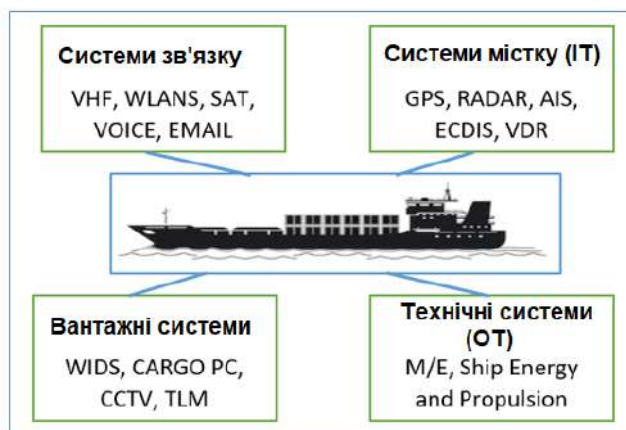 Системи зв'язку
VHF, WLANS, SAT,
VOICE, EMAIL
Системи містку (IT)
GPS, RADAR, AIS,
ECDIS, VDR
Вантажні системи
WIDS, CARGO PC,
CCTV, TLM
Технічні системи
(OT)
M/E, Ship Energy
and Propulsion